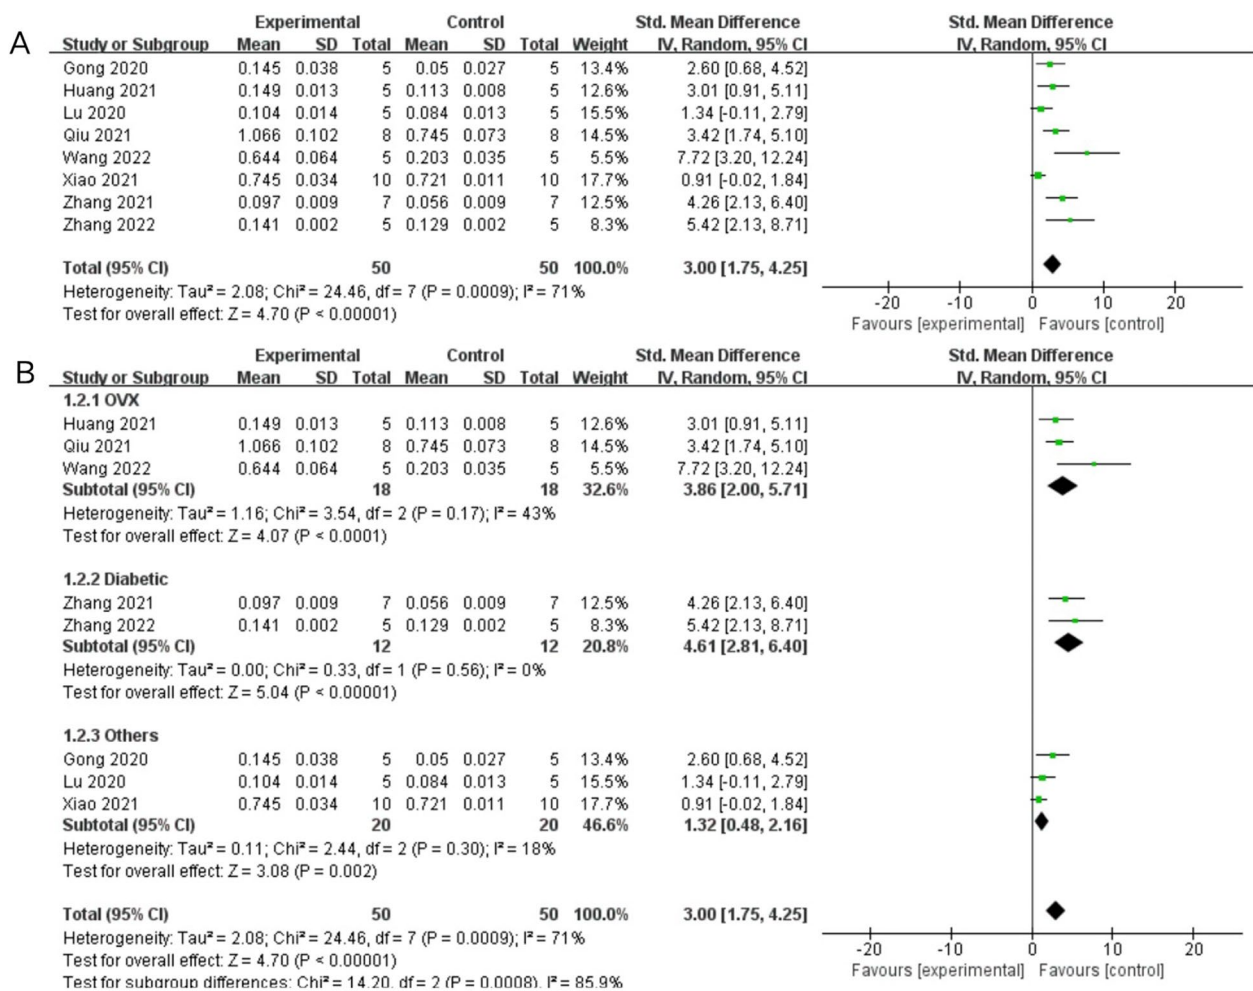 A
Experimental Control Std. Mean Difference Std. Mean Difference
Study or Subgroup Mean SD Total Mean SD Total Weight IV, Random, 95% CI IV, Random, 95% CI
Gong 2020 0.145 0.038 5 0.05 0.027 5 13.4% 2.60 [0.68, 4.52]
Huang 2021 0.149 0.013 5 0.113 0.008 5 12.6% 3.01 [0.91, 5.11]
Lu 2020 0.104 0.014 5 0.084 0.013 5 15.5% 1.34 [-0.11, 2.79]
Qiu 2021 1.066 0.102 8 0.745 0.073 8 14.5% 3.42 [1.74, 5.10]
Wang 2022 0.644 0.064 5 0.203 0.035 5 5.5% 7.72 [3.20, 12.24]
Xiao 2021 0.745 0.034 10 0.721 0.011 10 17.7% 0.91 [-0.02, 1.84]
Zhang 2021 0.097 0.009 7 0.056 0.009 7 12.5% 4.26 [2.13, 6.40]
Zhang 2022 0.141 0.002 5 0.129 0.002 5 8.3% 5.42 [2.13, 8.71]
Total (95% CI) 50 50 100.0% 3.00 [1.75, 4.25]
Heterogeneity: Tau² = 2.08; Chi² = 24.46, df = 7 (P = 0.0009); I² = 71%
Test for overall effect: Z = 4.70 (P < 0.00001)
-20 -10 0 10 20
Favours [experimental] Favours [control]
B
Experimental Control Std. Mean Difference Std. Mean Difference
Study or Subgroup Mean SD Total Mean SD Total Weight IV, Random, 95% CI IV, Random, 95% CI
1.2.1 OVX
Huang 2021 0.149 0.013 5 0.113 0.008 5 12.6% 3.01 [0.91, 5.11]
Qiu 2021 1.066 0.102 8 0.745 0.073 8 14.5% 3.42 [1.74, 5.10]
Wang 2022 0.644 0.064 5 0.203 0.035 5 5.5% 7.72 [3.20, 12.24]
Subtotal (95% CI) 18 18 32.6% 3.86 [2.00, 5.71]
Heterogeneity: Tau² = 1.16; Chi² = 3.54, df = 2 (P = 0.17); I² = 43%
Test for overall effect: Z = 4.07 (P < 0.0001)
1.2.2 Diabetic
Zhang 2021 0.097 0.009 7 0.056 0.009 7 12.5% 4.26 [2.13, 6.40]
Zhang 2022 0.141 0.002 5 0.129 0.002 5 8.3% 5.42 [2.13, 8.71]
Subtotal (95% CI) 12 12 20.8% 4.61 [2.81, 6.40]
Heterogeneity: Tau² = 0.00; Chi² = 0.33, df = 1 (P = 0.56); I² = 0%
Test for overall effect: Z = 5.04 (P < 0.00001)
1.2.3 Others
Gong 2020 0.145 0.038 5 0.05 0.027 5 13.4% 2.60 [0.68, 4.52]
Lu 2020 0.104 0.014 5 0.084 0.013 5 15.5% 1.34 [-0.11, 2.79]
Xiao 2021 0.745 0.034 10 0.721 0.011 10 17.7% 0.91 [-0.02, 1.84]
Subtotal (95% CI) 20 20 46.6% 1.32 [0.48, 2.16]
Heterogeneity: Tau² = 0.11; Chi² = 2.44, df = 2 (P = 0.30); I² = 18%
Test for overall effect: Z = 3.08 (P = 0.002)
Total (95% CI) 50 50 100.0% 3.00 [1.75, 4.25]
Heterogeneity: Tau² = 2.08; Chi² = 24.46, df = 7 (P = 0.0009); I² = 71%
Test for overall effect: Z = 4.70 (P < 0.00001)
Test for subgroup differences: Chi² = 14.20, df = 2 (P = 0.0008), I² = 85.9%
-20 -10 0 10 20
Favours [experimental] Favours [control]